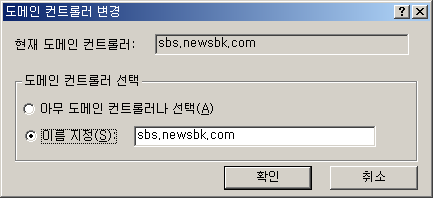 도메인 컨트롤러 변경
현재 도메인 컨트롤러: sbs.newsbk.com
도메인 컨트롤러 선택
아무 도메인 컨트롤러나 선택(A)
이름 지정(S): sbs.newsbk.com
확인 취소